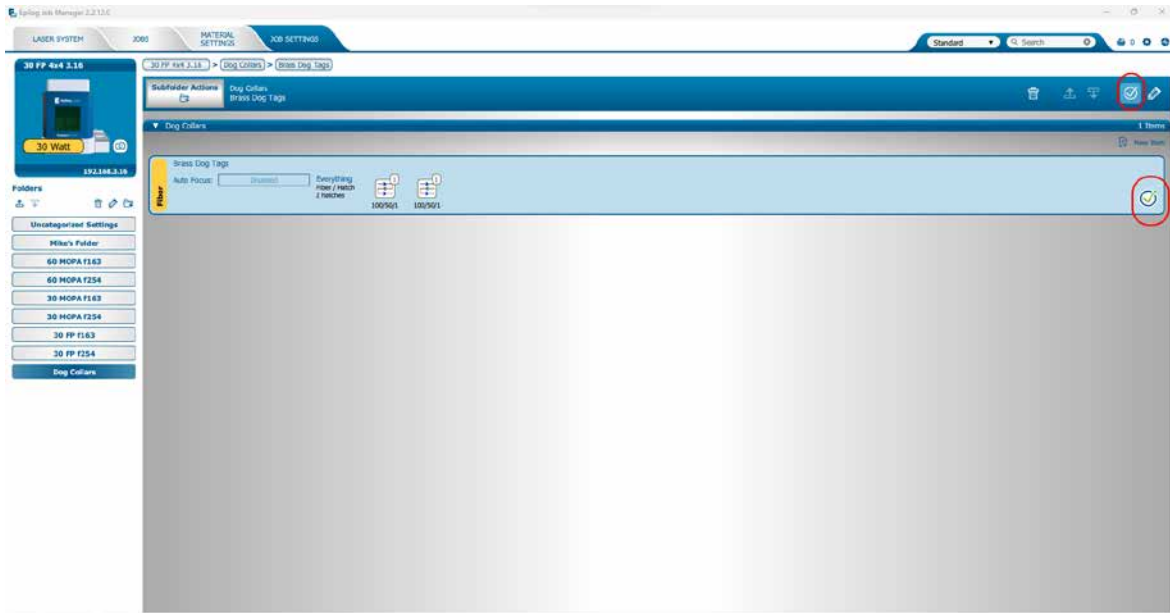 Epilog Job Manager 2.2.13.0
LASER SYSTEM
JOBS
MATERIAL SETTINGS
JOB SETTINGS
Standard
Search
0
30 FP 4x4 3.16
30 FP 4x4 3.16 > Dog Collars > Brass Dog Tags
Subfolder Actions
Dog Collars
Brass Dog Tags
30 Watt
192.168.3.16
Dog Collars
1 Items
New Item
Folders
Uncategorized Settings
Mike's Folder
60 MOPA f163
60 MOPA f254
30 MOPA f163
30 MOPA f254
30 FP f163
30 FP f254
Dog Collars
Fiber
Brass Dog Tags
Auto Focus:
Disabled
Everything
Fiber / Hatch
2 Hatches
1
100/50/1
1
100/50/1